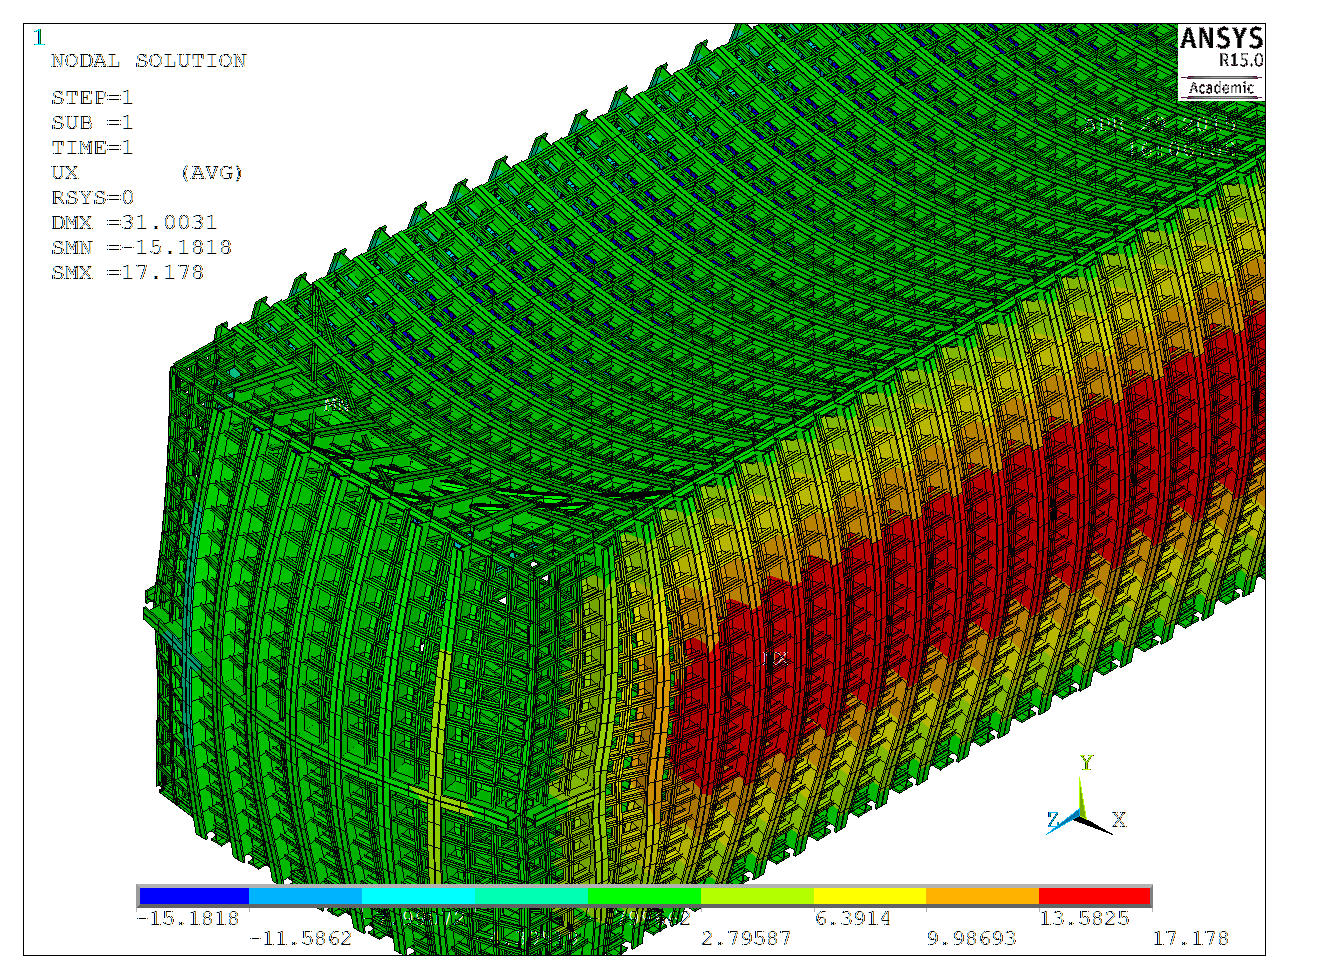 1
NODAL SOLUTION
STEP=1
SUB =1
TIME=1
UX (AVG)
RSYS=0
DMX =31.0031
SMN =-15.1818
SMX =17.178
ANSYS
R15.0
Academic
MX
Y
Z X
-15.1818 6.3914 13.5825
-11.5862 2.79587 9.98693 17.178